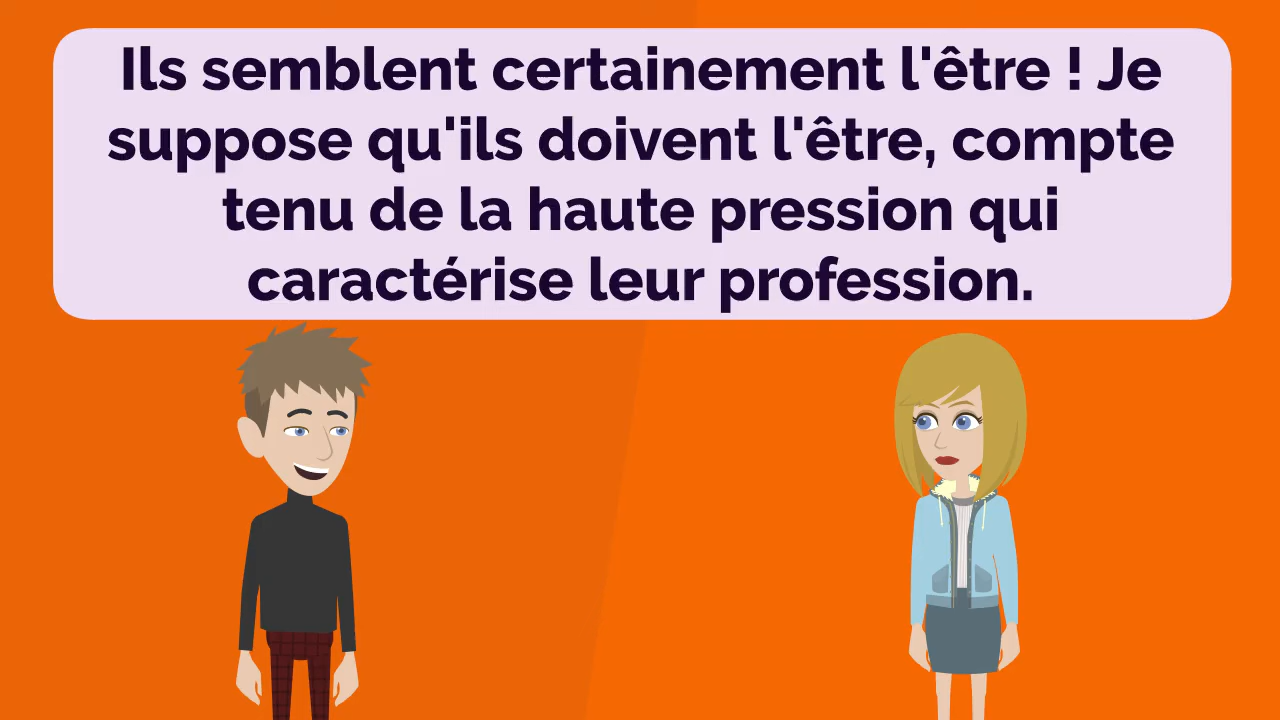 Ils semblent certainement l'être ! Je
suppose qu'ils doivent l'être, compte
tenu de la haute pression qui
caractérise leur profession.